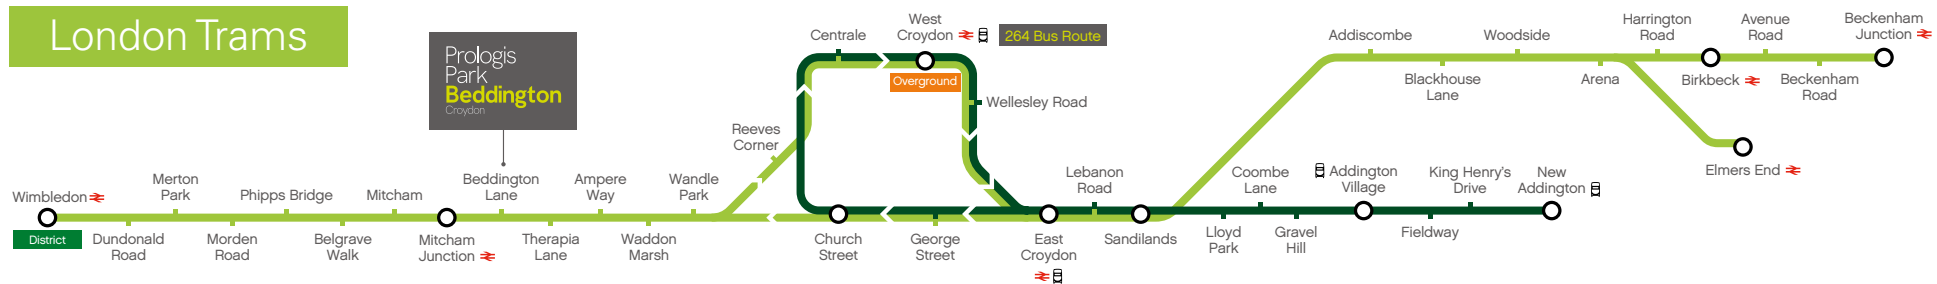 London Trams
Prologis
Park
Beddington
Croydon
West
Croydon
264 Bus Route
Overground
Centrale
Wellesley Road
Reeves
Corner
Wimbledon
District
Dundonald
Road
Merton
Park
Morden
Road
Phipps Bridge
Belgrave
Walk
Mitcham
Mitcham
Junction
Beddington
Lane
Therapia
Lane
Ampere
Way
Waddon
Marsh
Wandle
Park
Church
Street
George
Street
East
Croydon
Lebanon
Road
Sandilands
Lloyd
Park
Coombe
Lane
Gravel
Hill
Addington
Village
Fieldway
King Henry's
Drive
New
Addington
Addiscombe
Blackhouse
Lane
Woodside
Arena
Harrington
Road
Birkbeck
Avenue
Road
Beckenham
Road
Beckenham
Junction
Elmers End